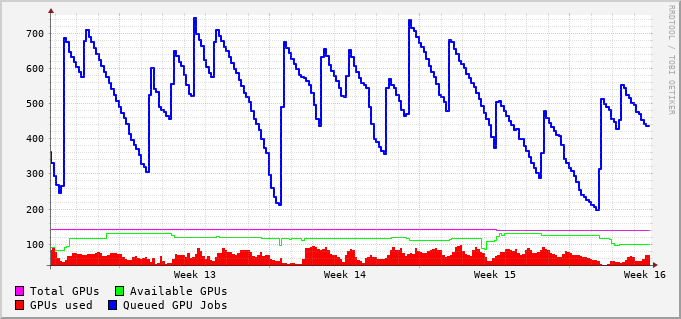 700
600
500
400
300
200
100
Week 13 Week 14 Week 15 Week 16
Total GPUs Available GPUs
GPUs used Queued GPU Jobs
RRDTOOL / TOBI OETIKER